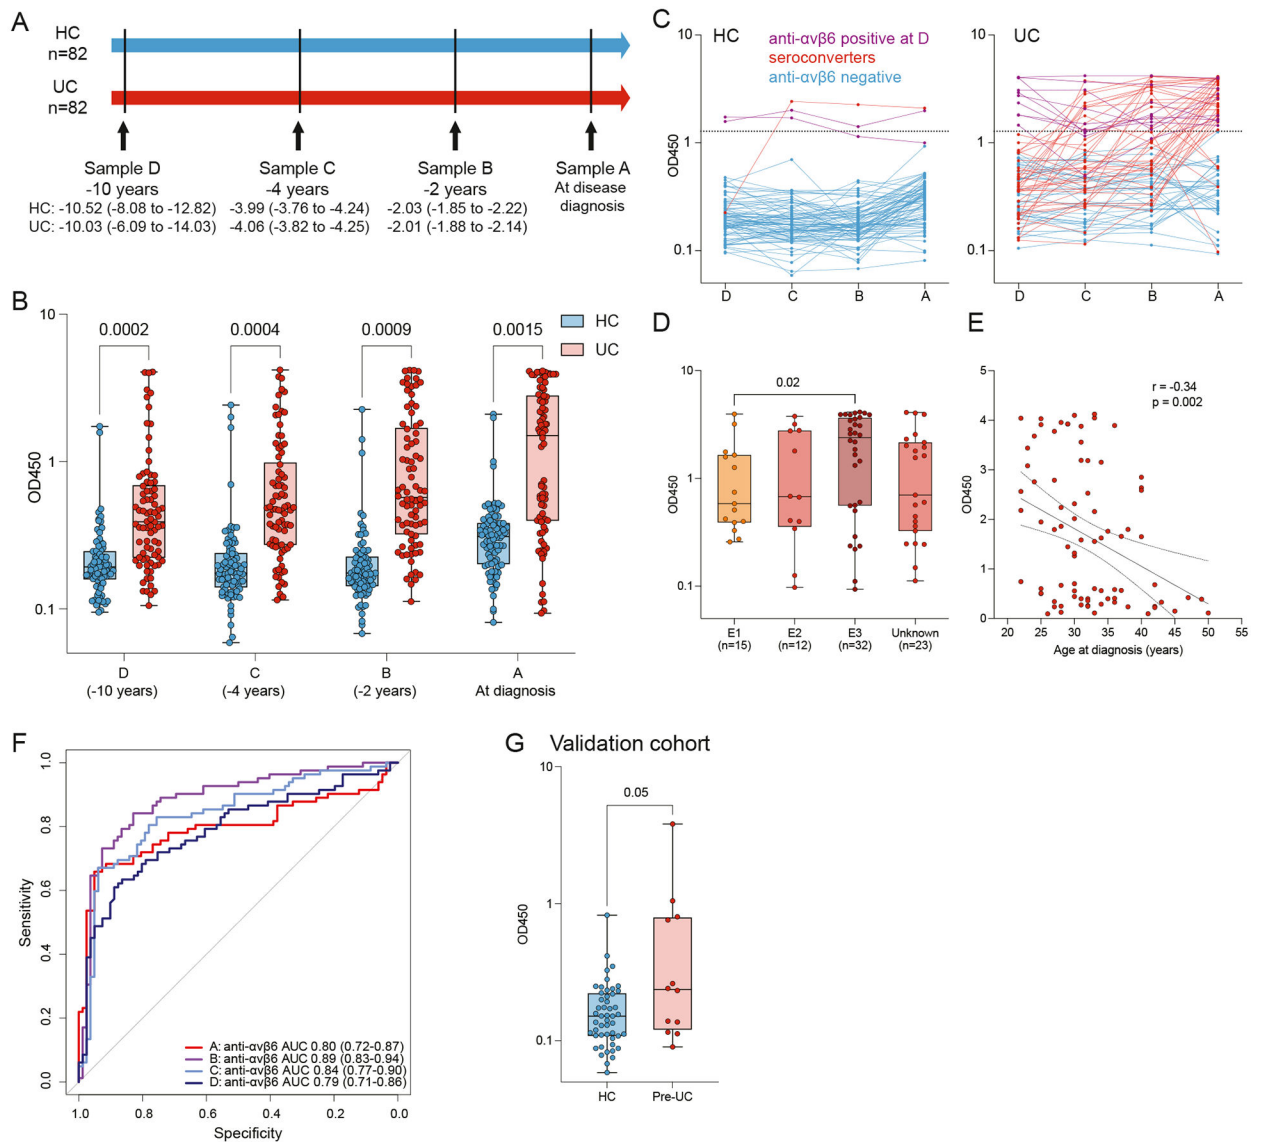 A
HC
n=82
UC
n=82
Sample D
-10 years
HC: -10.52 (-8.08 to -12.82)
UC: -10.03 (-6.09 to -14.03)
Sample C
-4 years
-3.99 (-3.76 to -4.24)
-4.06 (-3.82 to -4.25)
Sample B
-2 years
-2.03 (-1.85 to -2.22)
-2.01 (-1.88 to -2.14)
Sample A
At disease
diagnosis
B
OD450
10
1
0.1
0.0002
0.0004
0.0009
0.0015
HC
UC
D
(-10 years)
C
(-4 years)
B
(-2 years)
A
At diagnosis
C
HC
anti-αvβ6 positive at D
seroconverters
anti-αvβ6 negative
OD450
10
1
0.1
D
C
B
A
UC
10
1
0.1
D
C
B
A
D
OD450
10
1
0.1
0.02
E1
(n=15)
E2
(n=12)
E3
(n=32)
Unknown
(n=23)
E
OD450
5
4
3
2
1
0
r = -0.34
p = 0.002
20
25
30
35
40
45
50
55
Age at diagnosis (years)
F
Sensitivity
1.0
0.8
0.6
0.4
0.2
0.0
A: anti-αvβ6 AUC 0.80 (0.72-0.87)
B: anti-αvβ6 AUC 0.89 (0.83-0.94)
C: anti-αvβ6 AUC 0.84 (0.77-0.90)
D: anti-αvβ6 AUC 0.79 (0.71-0.86)
1.0
0.8
0.6
0.4
0.2
0.0
Specificity
G
Validation cohort
OD450
10
1
0.1
0.05
HC
Pre-UC